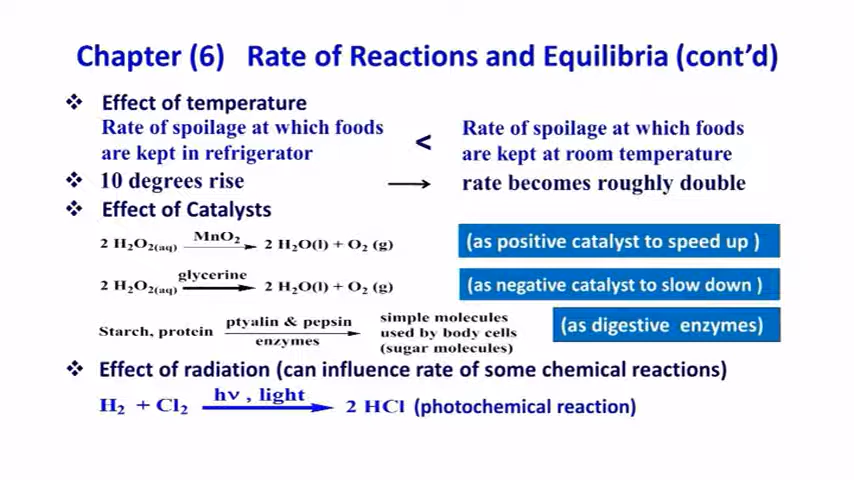 Chapter (6) Rate of Reactions and Equilibria (cont'd)
❖ Effect of temperature
Rate of spoilage at which foods are kept in refrigerator < Rate of spoilage at which foods are kept at room temperature
❖ 10 degrees rise → rate becomes roughly double
❖ Effect of Catalysts
MnO₂
2 H₂O₂(aq) → 2 H₂O(l) + O₂ (g) (as positive catalyst to speed up )
glycerine
2 H₂O₂(aq) → 2 H₂O(l) + O₂ (g) (as negative catalyst to slow down )
Starch, protein ptyalin & pepsin enzymes → simple molecules used by body cells (sugar molecules) (as digestive enzymes)
❖ Effect of radiation (can influence rate of some chemical reactions)
hν , light
H₂ + Cl₂ → 2 HCl (photochemical reaction)